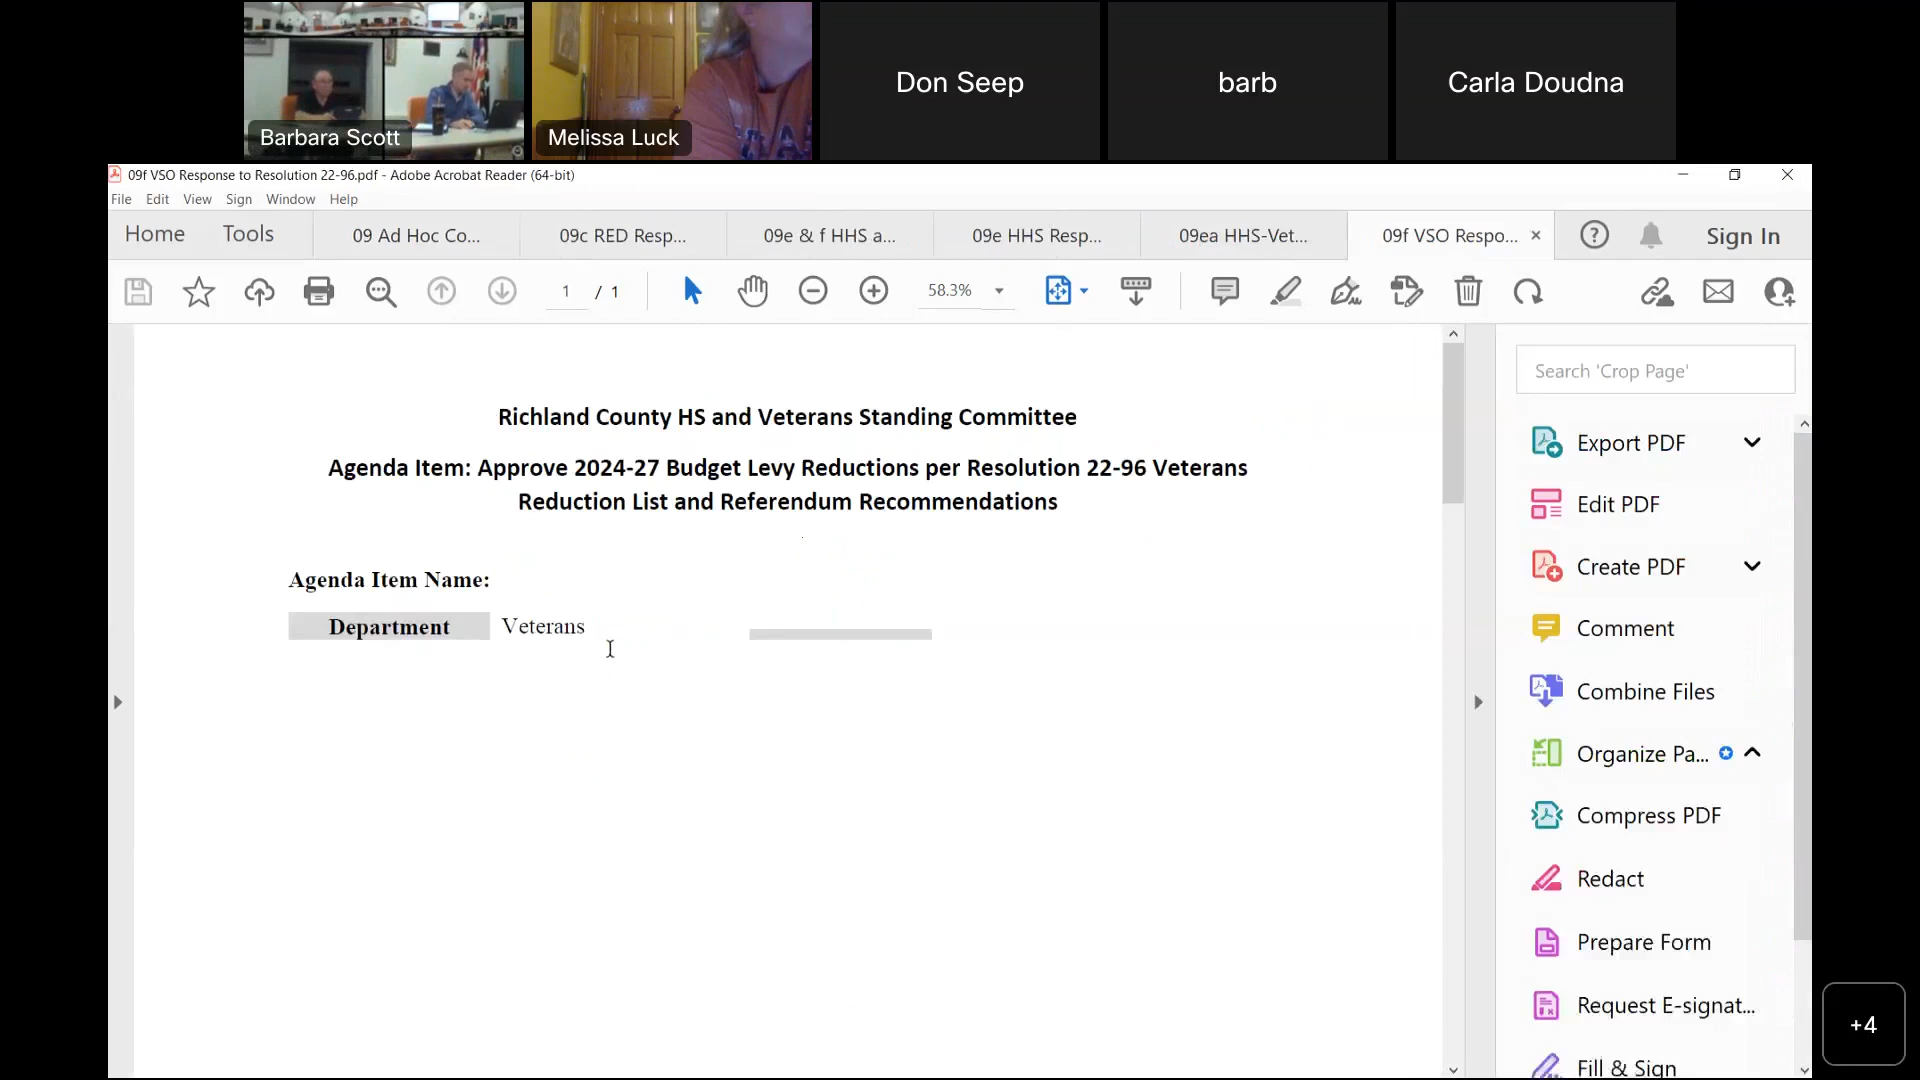 Barbara Scott
Melissa Luck
Don Seep
barb
Carla Doudna
09f VSO Response to Resolution 22-96.pdf - Adobe Acrobat Reader (64-bit)
File Edit View Sign Window Help
Home Tools 09 Ad Hoc Co... 09c RED Resp... 09e & f HHS a... 09e HHS Resp... 09ea HHS-Vet... 09f VSO Respo... Sign In
1 / 1 58.3%
Richland County HS and Veterans Standing Committee
Agenda Item: Approve 2024-27 Budget Levy Reductions per Resolution 22-96 Veterans
Reduction List and Referendum Recommendations
Agenda Item Name:
Department Veterans
Search 'Crop Page'
Export PDF
Edit PDF
Create PDF
Comment
Combine Files
Organize Pa...
Compress PDF
Redact
Prepare Form
Request E-signat...
Fill & Sign
+4